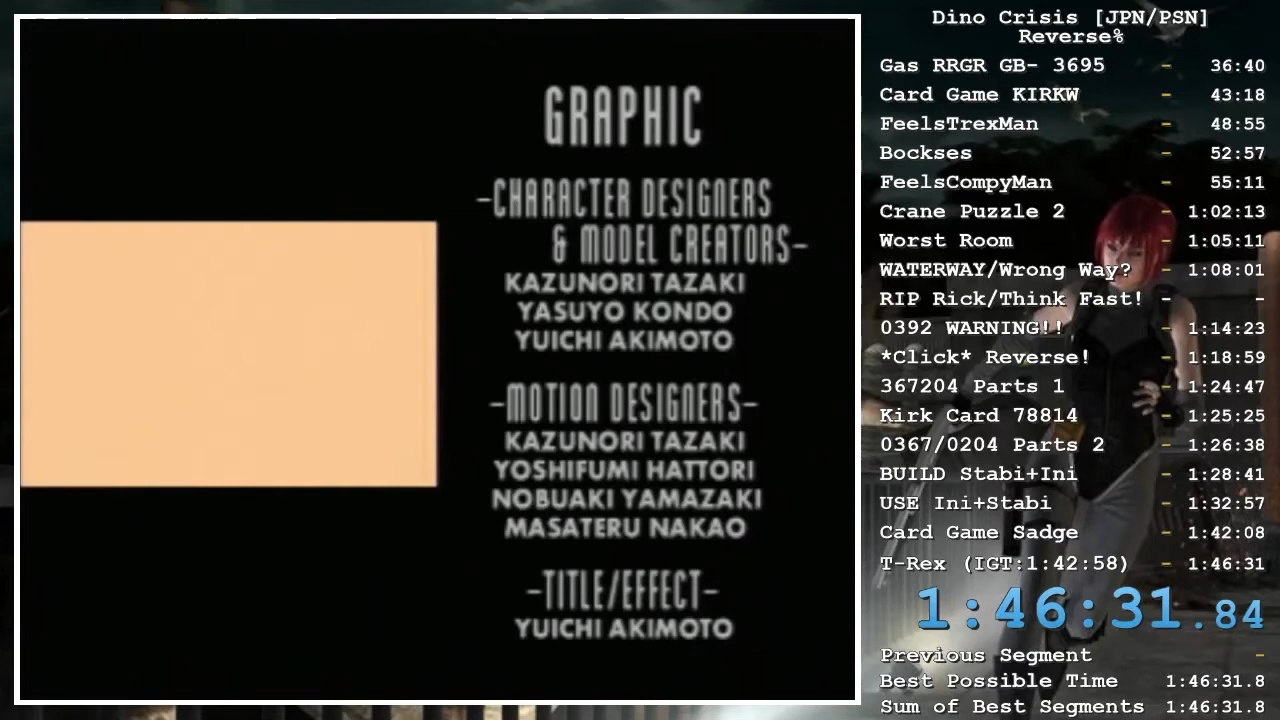 GRAPHIC
-CHARACTER DESIGNERS
& MODEL CREATORS-
KAZUNORI TAZAKI
YASUYO KONDO
YUICHI AKIMOTO
-MOTION DESIGNERS-
KAZUNORI TAZAKI
YOSHIFUMI HATTORI
NOBUAKI YAMAZAKI
MASATERU NAKAO
-TITLE/EFFECT-
YUICHI AKIMOTO
Dino Crisis [JPN/PSN]
Reverse%
Gas RRGR GB- 3695 - 36:40
Card Game KIRKW - 43:18
FeelsTrexMan - 48:55
Bockses - 52:57
FeelsCompyMan - 55:11
Crane Puzzle 2 - 1:02:13
Worst Room - 1:05:11
WATERWAY/Wrong Way? - 1:08:01
RIP Rick/Think Fast! - -
0392 WARNING!! - 1:14:23
*Click* Reverse! - 1:18:59
367204 Parts 1 - 1:24:47
Kirk Card 78814 - 1:25:25
0367/0204 Parts 2 - 1:26:38
BUILD Stabi+Ini - 1:28:41
USE Ini+Stabi - 1:32:57
Card Game Sadge - 1:42:08
T-Rex (IGT:1:42:58) - 1:46:31
1:46:31.84
Previous Segment -
Best Possible Time 1:46:31.8
Sum of Best Segments 1:46:31.8